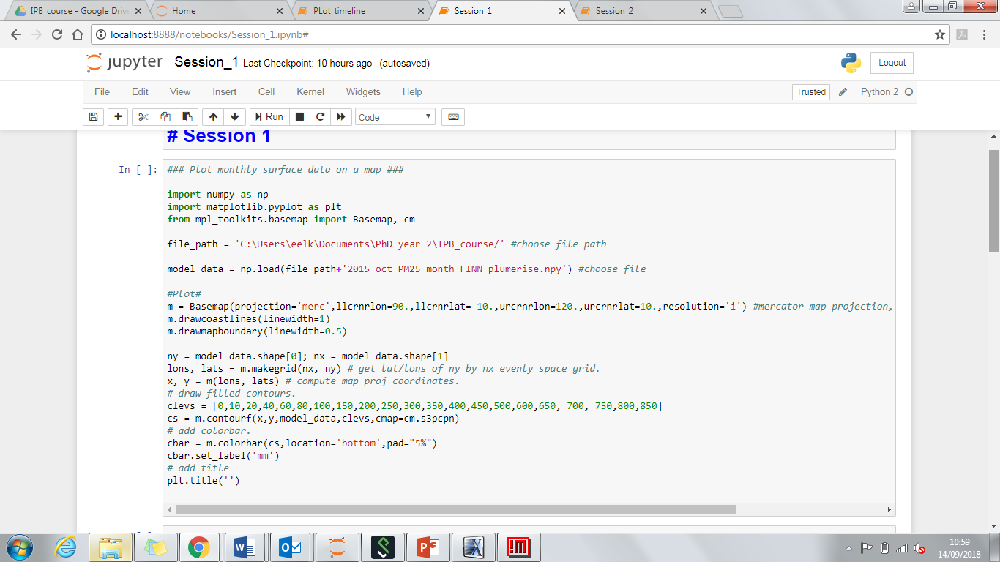 IPB_course - Google Driv
Home
PLot_timeline
Session_1
Session_2
localhost:8888/notebooks/Session_1.ipynb#
jupyter Session_1 Last Checkpoint: 10 hours ago (autosaved)
Logout
File Edit View Insert Cell Kernel Widgets Help
Trusted
Python 2
Run
Code
# Session 1
In [ ]:
### Plot monthly surface data on a map ###
import numpy as np
import matplotlib.pyplot as plt
from mpl_toolkits.basemap import Basemap, cm
file_path = 'C:\Users\eelk\Documents\PhD year 2\IPB_course/' #choose file path
model_data = np.load(file_path+'2015_oct_PM25_month_FINN_plumerise.npy') #choose file
#Plot#
m = Basemap(projection='merc',llcrnrlon=90.,llcrnrlat=-10.,urcrnrlon=120.,urcrnrlat=10.,resolution='i') #mercator map projection,
m.drawcoastlines(linewidth=1)
m.drawmapboundary(linewidth=0.5)
ny = model_data.shape[0]; nx = model_data.shape[1]
lons, lats = m.makegrid(nx, ny) # get lat/lons of ny by nx evenly space grid.
x, y = m(lons, lats) # compute map proj coordinates.
# draw filled contours.
clevs = [0,10,20,40,60,80,100,150,200,250,300,350,400,450,500,600,650, 700, 750,800,850]
cs = m.contourf(x,y,model_data,clevs,cmap=cm.s3pcpn)
# add colorbar.
cbar = m.colorbar(cs,location='bottom',pad="5%")
cbar.set_label('mm')
# add title
plt.title('')
10:59
14/09/2018